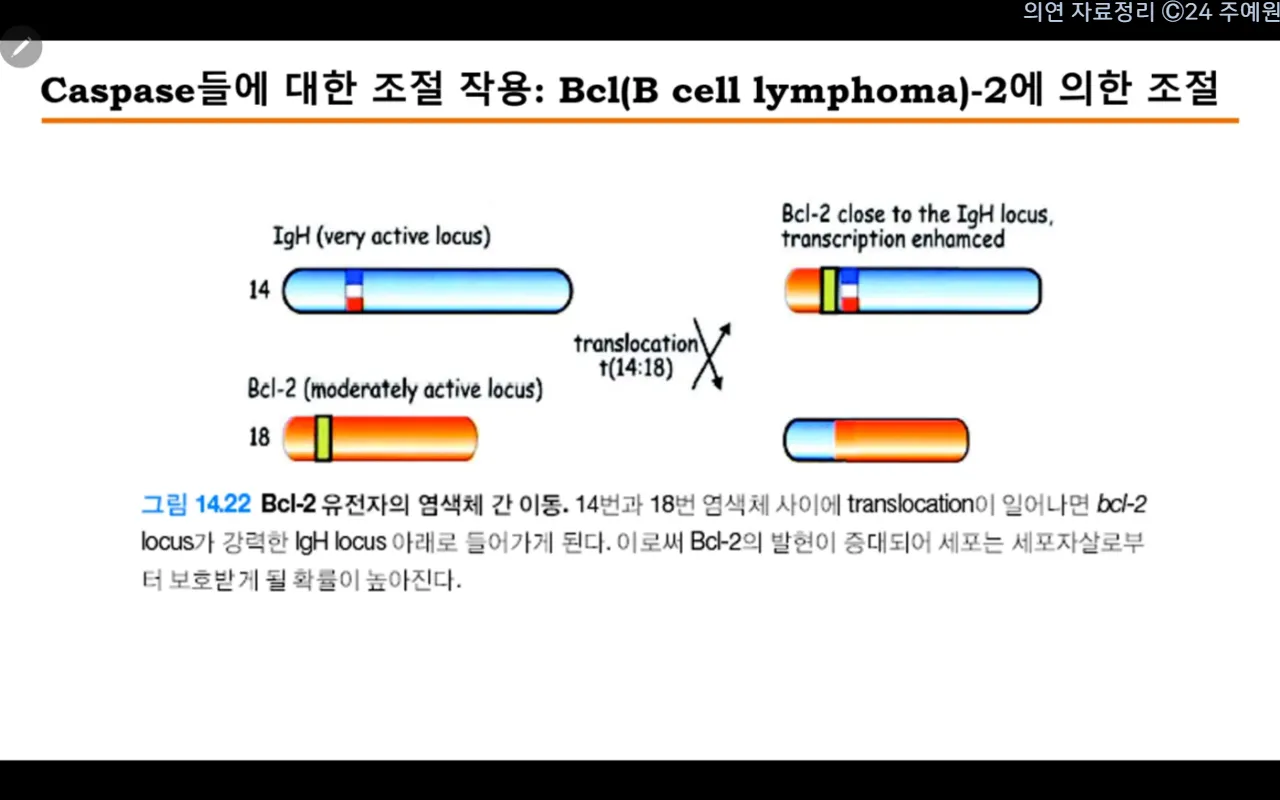 의연 자료정리 ©24 주예원
Caspase들에 대한 조절 작용: Bcl(B cell lymphoma)-2에 의한 조절
IgH (very active locus)
14
Bcl-2 close to the IgH locus,
transcription enhamced
translocation
t(14:18)
Bcl-2 (moderately active locus)
18
그림 14.22 Bcl-2 유전자의 염색체 간 이동. 14번과 18번 염색체 사이에 translocation이 일어나면 bcl-2
locus가 강력한 IgH locus 아래로 들어가게 된다. 이로써 Bcl-2의 발현이 증대되어 세포는 세포자살로부
터 보호받게 될 확률이 높아진다.